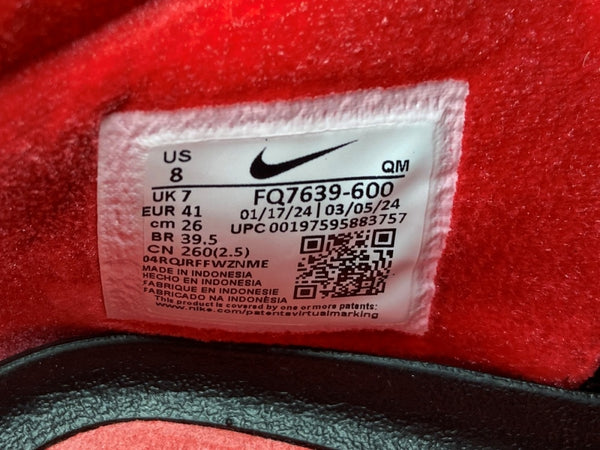 US
8
QM
UK 7
FQ7639-600
EUR 41
01/17/24 | 03/05/24
cm 26
UPC 00197595883757
BR 39.5
CN 260(2.5)
04RQJRFFWZNME
MADE IN INDONESIA
HECHO EN INDONESIA
FABRIQUE EN INDONESIE
FABRICADO NA INDONÉSIA
This product is covered by one or more patents:
www.nike.com/patentsvirtualmarking